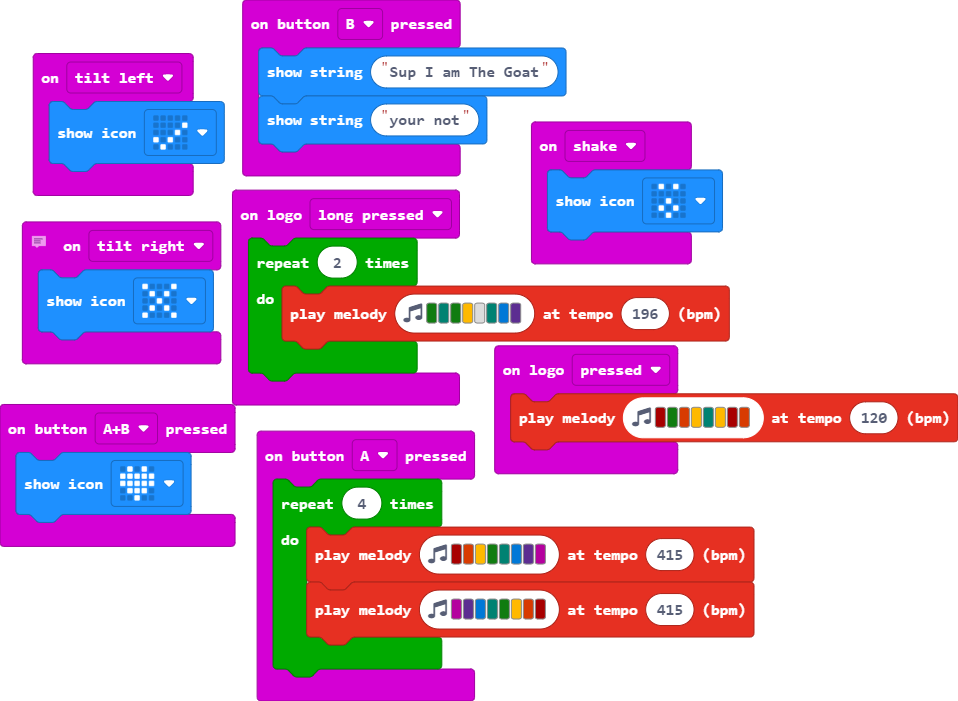 on button B pressed
show string "Sup I am The Goat"
show string "your not"
on tilt left
show icon
on shake
show icon
on logo long pressed
repeat 2 times
do
play melody at tempo 196 (bpm)
on tilt right
show icon
on logo pressed
play melody at tempo 120 (bpm)
on button A+B pressed
show icon
on button A pressed
repeat 4 times
do
play melody at tempo 415 (bpm)
play melody at tempo 415 (bpm)